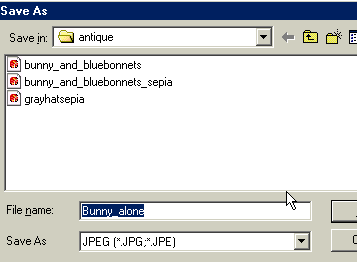 Save As
Save in: antique
bunny_and_bluebonnets
bunny_and_bluebonnets_sepia
grayhatsepia
File name: Bunny_alone
Save As JPEG (*.JPG;*.JPE)